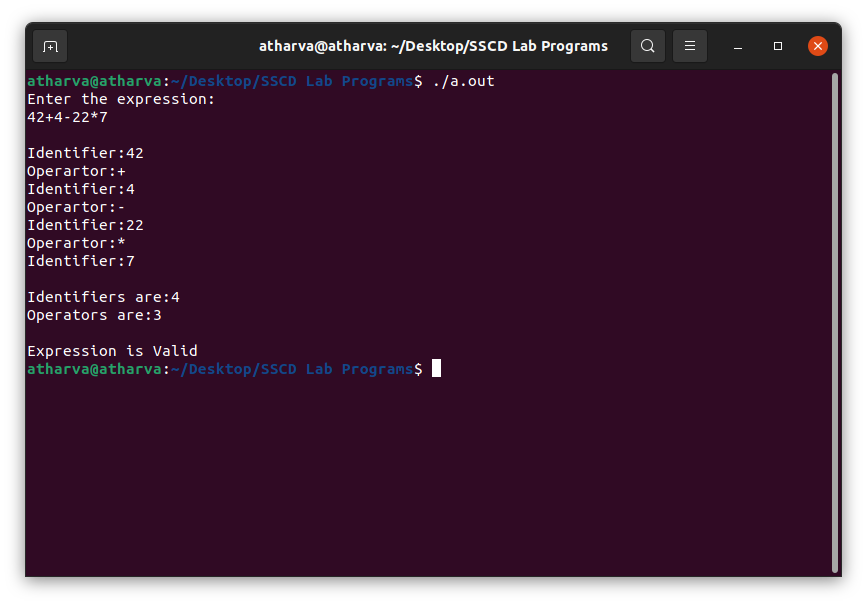 atharva@atharva: ~/Desktop/SSCD Lab Programs
atharva@atharva:~/Desktop/SSCD Lab Programs$ ./a.out
Enter the expression:
42+4-22*7
Identifier:42
Operartor:+
Identifier:4
Operartor:-
Identifier:22
Operartor:*
Identifier:7
Identifiers are:4
Operators are:3
Expression is Valid
atharva@atharva:~/Desktop/SSCD Lab Programs$